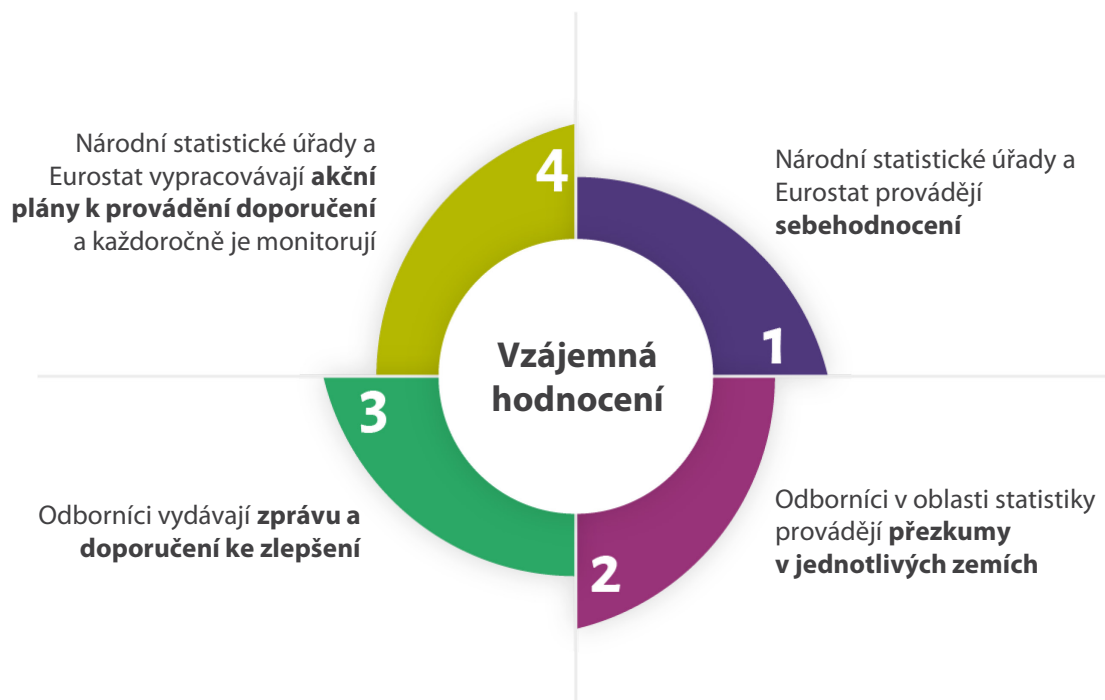 Národní statistické úřady a
Eurostat vypracovávají akční
plány k provádění doporučení
a každoročně je monitorují
4
Národní statistické úřady a
Eurostat provádějí
sebehodnocení
1
Vzájemná
hodnocení
3
Odborníci vydávají zprávu a
doporučení ke zlepšení
2
Odborníci v oblasti statistiky
provádějí přezkumy
v jednotlivých zemích